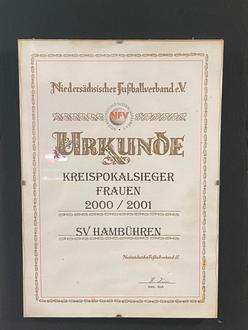 Niedersächsischer Fußballverband e.V.
NFV
URKUNDE
KREISPOKALSIEGER
FRAUEN
2000 / 2001
SV HAMBÜHREN
Niedersächsischer Fußballverband e.V.